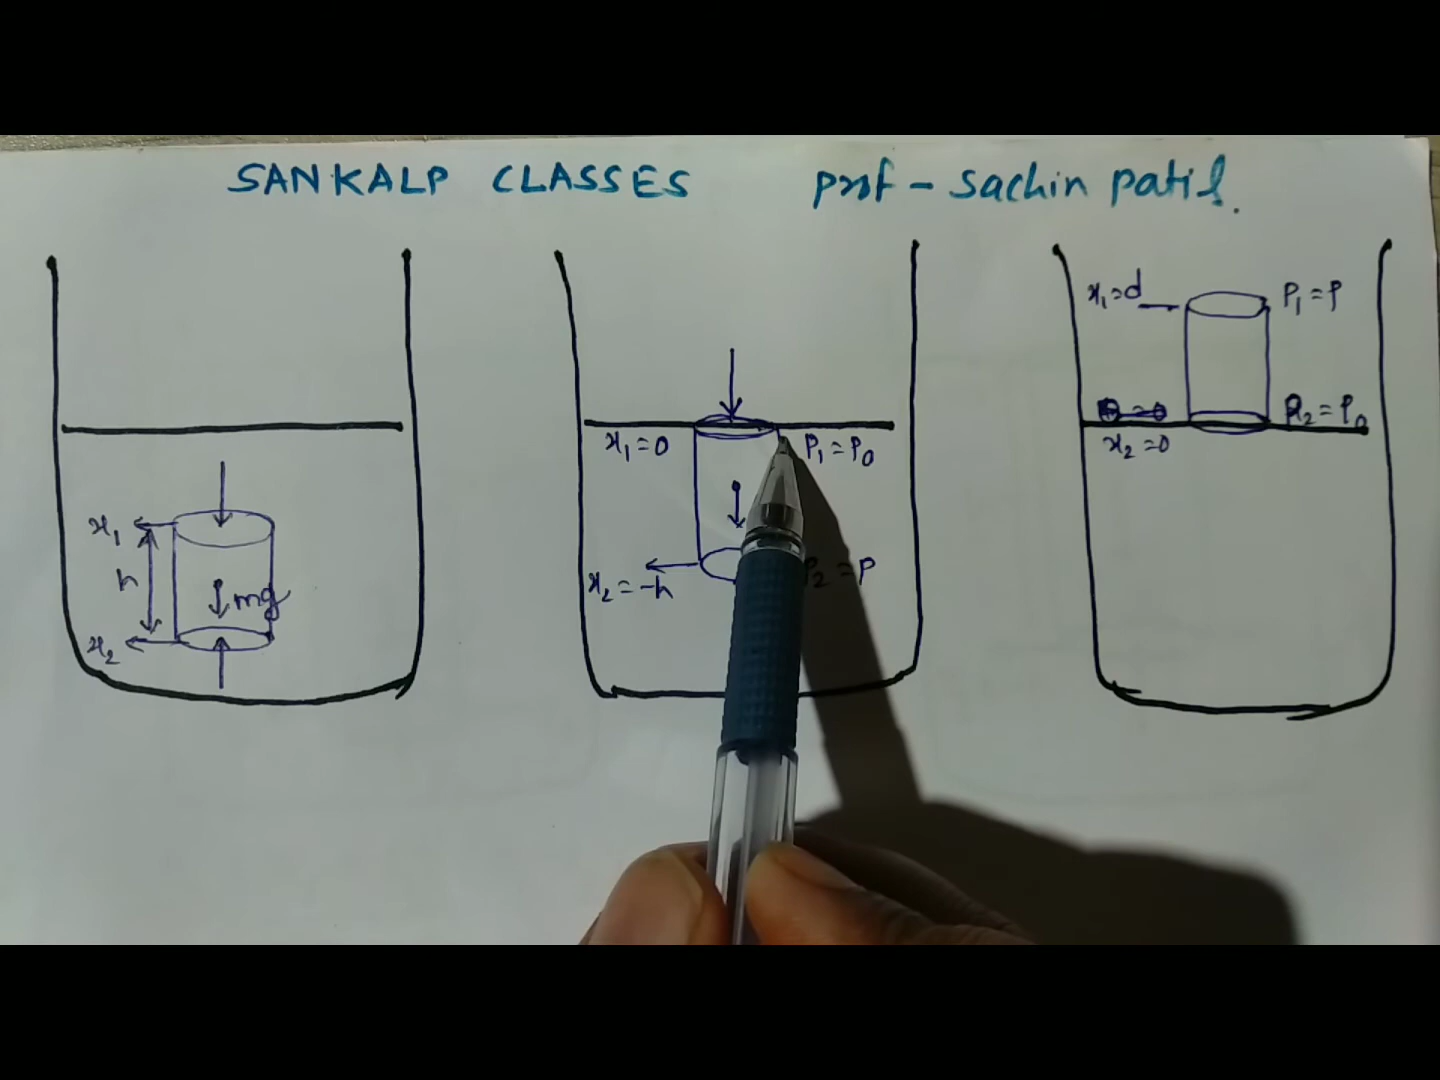 SANKALP CLASSES prof - Sachin Patil.
x₁
h
mg
x₂
x₁=0 P₁=P₀
x₂=-h P₂=P
x₁=d P₁=P
P₂=P₀
x₂=0